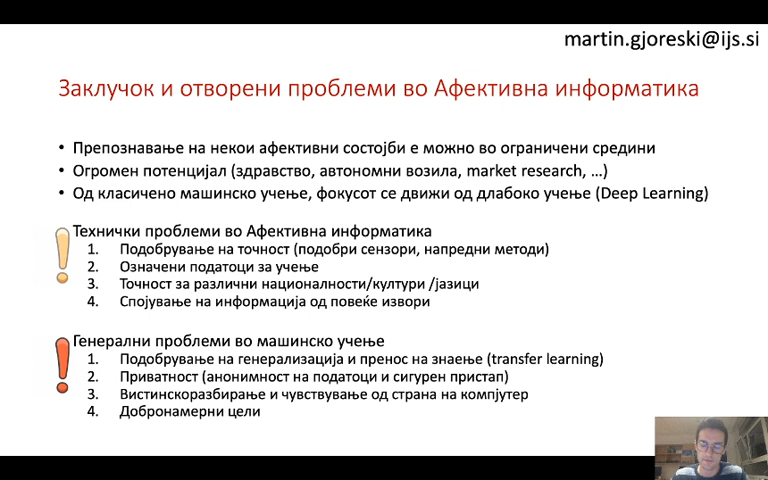 martin.gjoreski@ijs.si
Заклучок и отворени проблеми во Афективна информатика
• Препознавање на некои афективни состојби е можно во ограничени средини
• Огромен потенцијал (здравство, автономни возила, market research, ...)
• Од класичено машинско учење, фокусот се движи од длабоко учење (Deep Learning)
Технички проблеми во Афективна информатика
1. Подобрување на точност (подобри сензори, напредни методи)
2. Означени податоци за учење
3. Точност за различни националности/култури /јазици
4. Спојување на информација од повеќе извори
Генерални проблеми во машинско учење
1. Подобрување на генерализација и пренос на знаење (transfer learning)
2. Приватност (анонимност на податоци и сигурен пристап)
3. Вистинскоразбирање и чувствување од страна на компјутер
4. Добронамерни цели